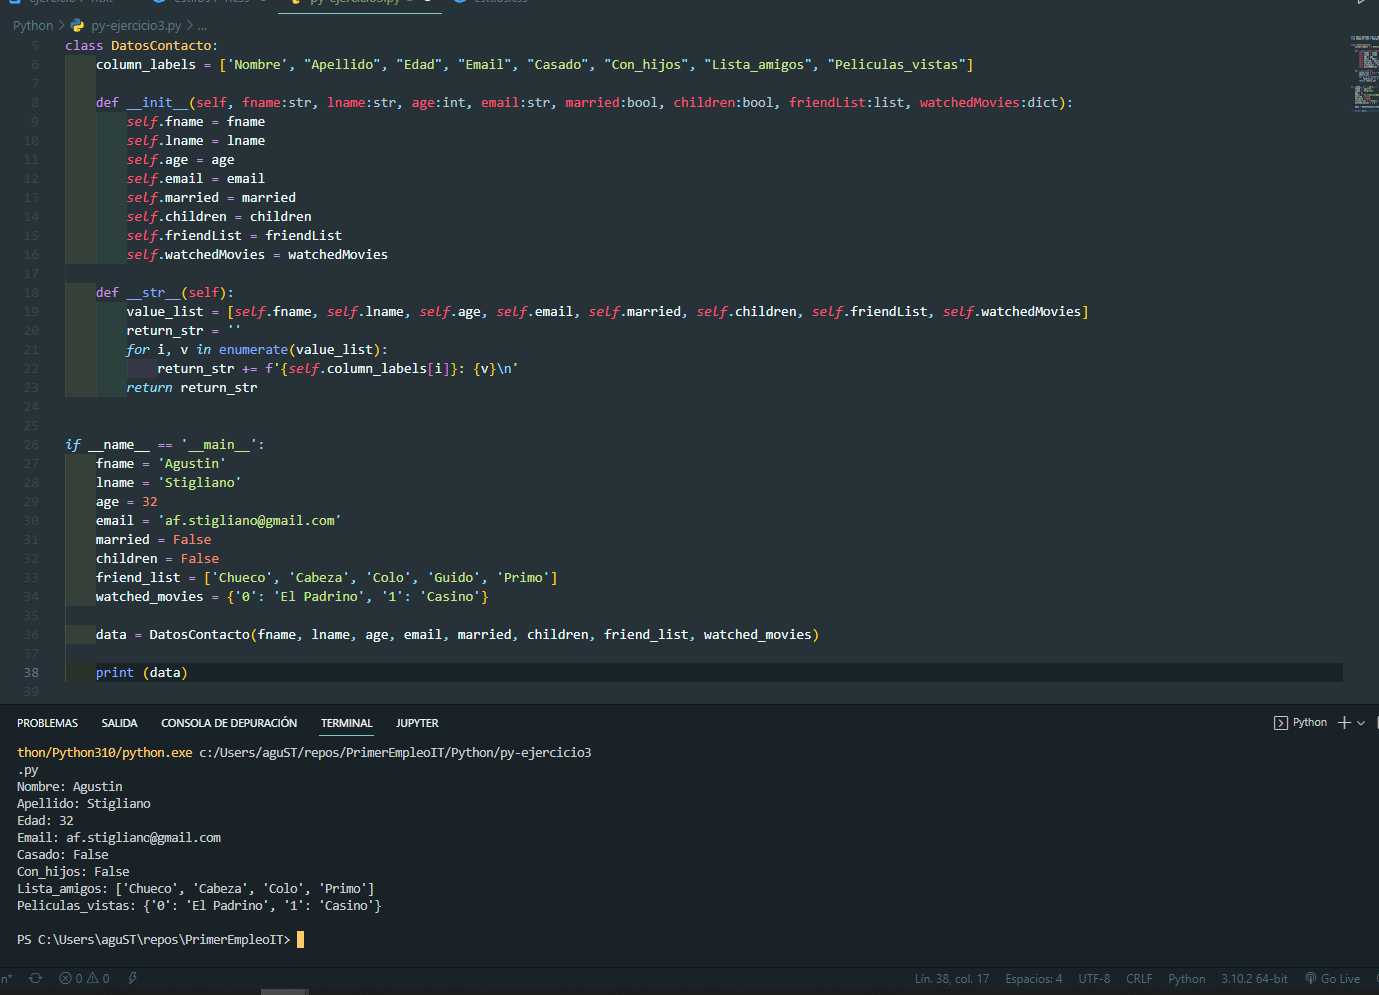 py-ejercicio3.py
Python > py-ejercicio3.py > ...
5 class DatosContacto:
6 column_labels = ['Nombre', "Apellido", "Edad", "Email", "Casado", "Con_hijos", "Lista_amigos", "Peliculas_vistas"]
7
8 def __init__(self, fname:str, lname:str, age:int, email:str, married:bool, children:bool, friendList:list, watchedMovies:dict):
9 self.fname = fname
10 self.lname = lname
11 self.age = age
12 self.email = email
13 self.married = married
14 self.children = children
15 self.friendList = friendList
16 self.watchedMovies = watchedMovies
17
18 def __str__(self):
19 value_list = [self.fname, self.lname, self.age, self.email, self.married, self.children, self.friendList, self.watchedMovies]
20 return_str = ''
21 for i, v in enumerate(value_list):
22 return_str += f'{self.column_labels[i]}: {v}\n'
23 return return_str
24
25
26 if __name__ == '__main__':
27 fname = 'Agustin'
28 lname = 'Stigliano'
29 age = 32
30 email = 'af.stigliano@gmail.com'
31 married = False
32 children = False
33 friend_list = ['Chueco', 'Cabeza', 'Colo', 'Guido', 'Primo']
34 watched_movies = {'0': 'El Padrino', '1': 'Casino'}
35
36 data = DatosContacto(fname, lname, age, email, married, children, friend_list, watched_movies)
37
38 print (data)
39
PROBLEMAS SALIDA CONSOLA DE DEPURACIÓN TERMINAL JUPYTER Python
thon/Python310/python.exe c:/Users/aguST/repos/PrimerEmpleoIT/Python/py-ejercicio3
.py
Nombre: Agustin
Apellido: Stigliano
Edad: 32
Email: af.stigliano@gmail.com
Casado: False
Con_hijos: False
Lista_amigos: ['Chueco', 'Cabeza', 'Colo', 'Primo']
Peliculas_vistas: {'0': 'El Padrino', '1': 'Casino'}
PS C:\Users\aguST\repos\PrimerEmpleoIT>
n* 0 0 Lín. 38, col. 17 Espacios: 4 UTF-8 CRLF Python 3.10.2 64-bit Go Live